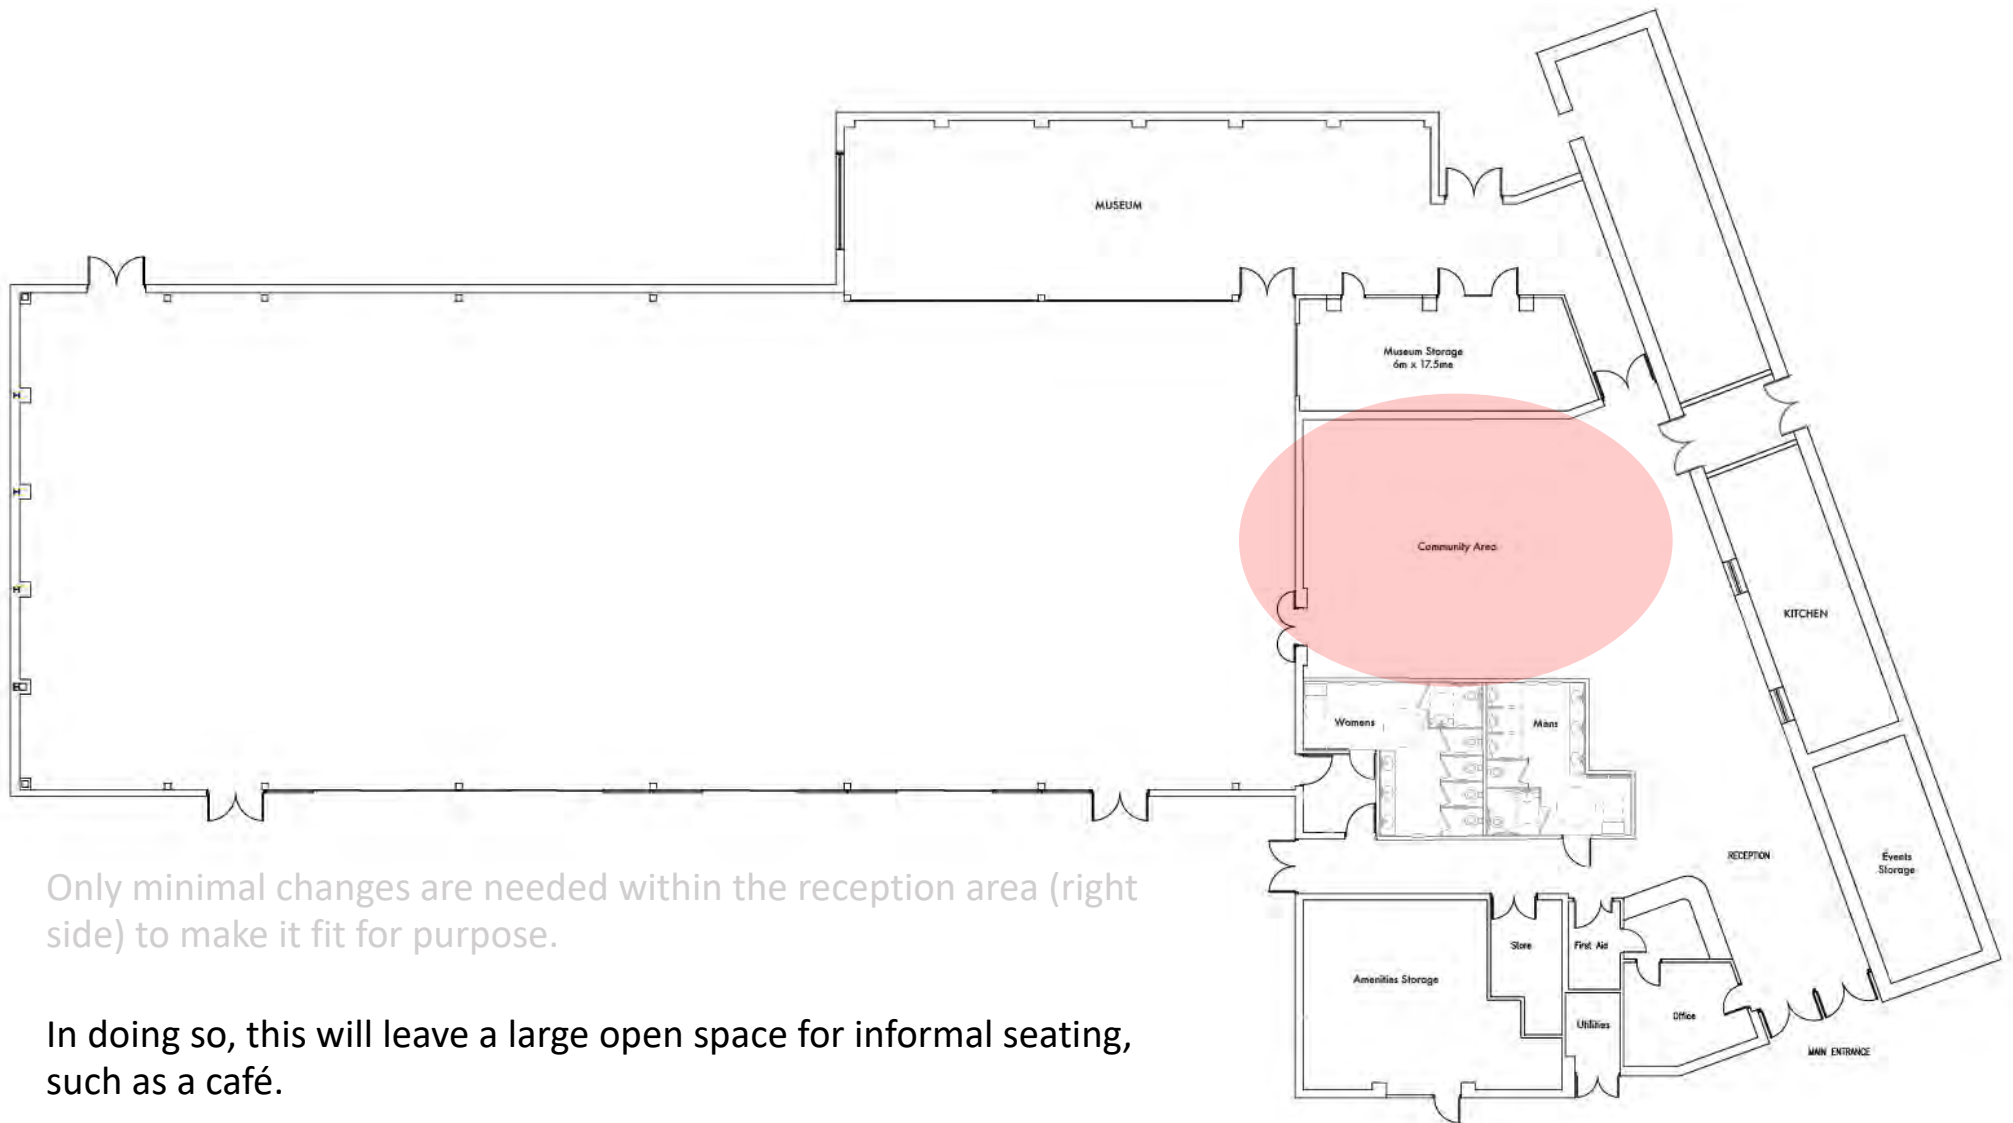 MUSEUM
Museum Storage
6m x 17.5me
Community Area
KITCHEN
Womens
Mens
RECEPTION
Events
Storage
Store
First Aid
Amenities Storage
Utilities
Office
MAIN ENTRANCE
Only minimal changes are needed within the reception area (right
side) to make it fit for purpose.
In doing so, this will leave a large open space for informal seating,
such as a café.